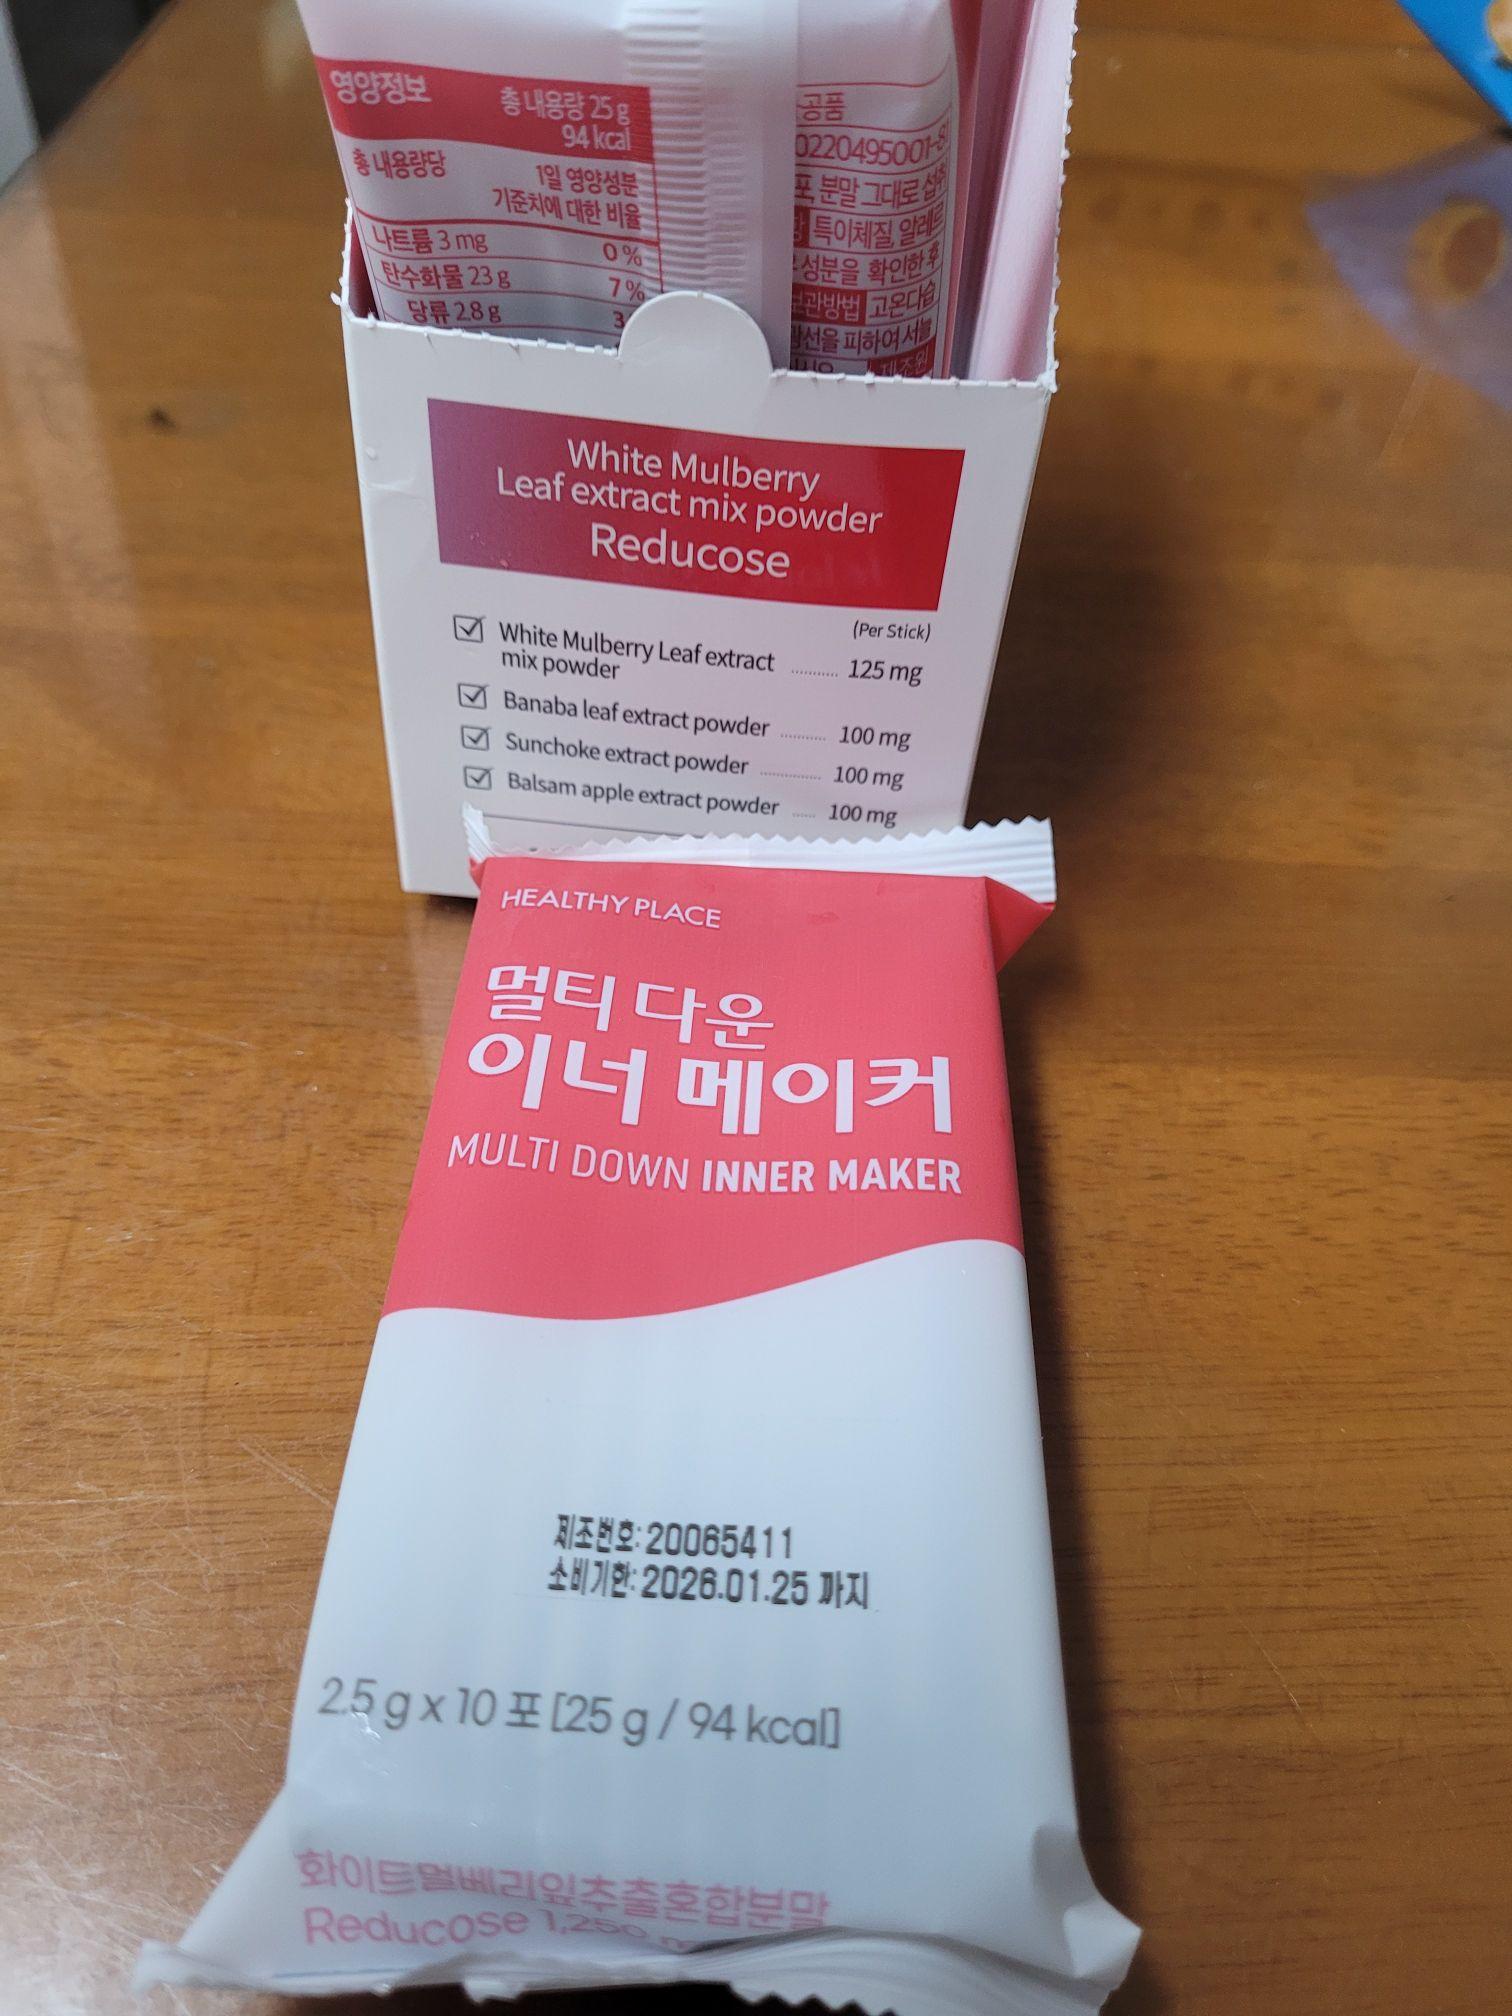 영양정보
총 내용량 25 g
94 kcal
총 내용량당
1일 영양성분
기준치에 대한 비율
나트륨 3 mg 0 %
탄수화물 23 g 7 %
당류 2.8 g 3
공품
0220495001-8
포 분말 그대로 섭취
특이체질, 알레르
성분을 확인한 후
보관방법 고온다습
광선을 피하여 서늘
제조원
White Mulberry
Leaf extract mix powder
Reducose
(Per Stick)
White Mulberry Leaf extract
mix powder ........... 125 mg
Banaba leaf extract powder ........... 100 mg
Sunchoke extract powder ............... 100 mg
Balsam apple extract powder ...... 100 mg
HEALTHY PLACE
멀티 다운
이너 메이커
MULTI DOWN INNER MAKER
제조번호: 20065411
소비기한: 2026.01.25 까지
2.5 g x 10 포 [25 g / 94 kcal]
화이트멀베리잎추출혼합분말
Reducose 1,250